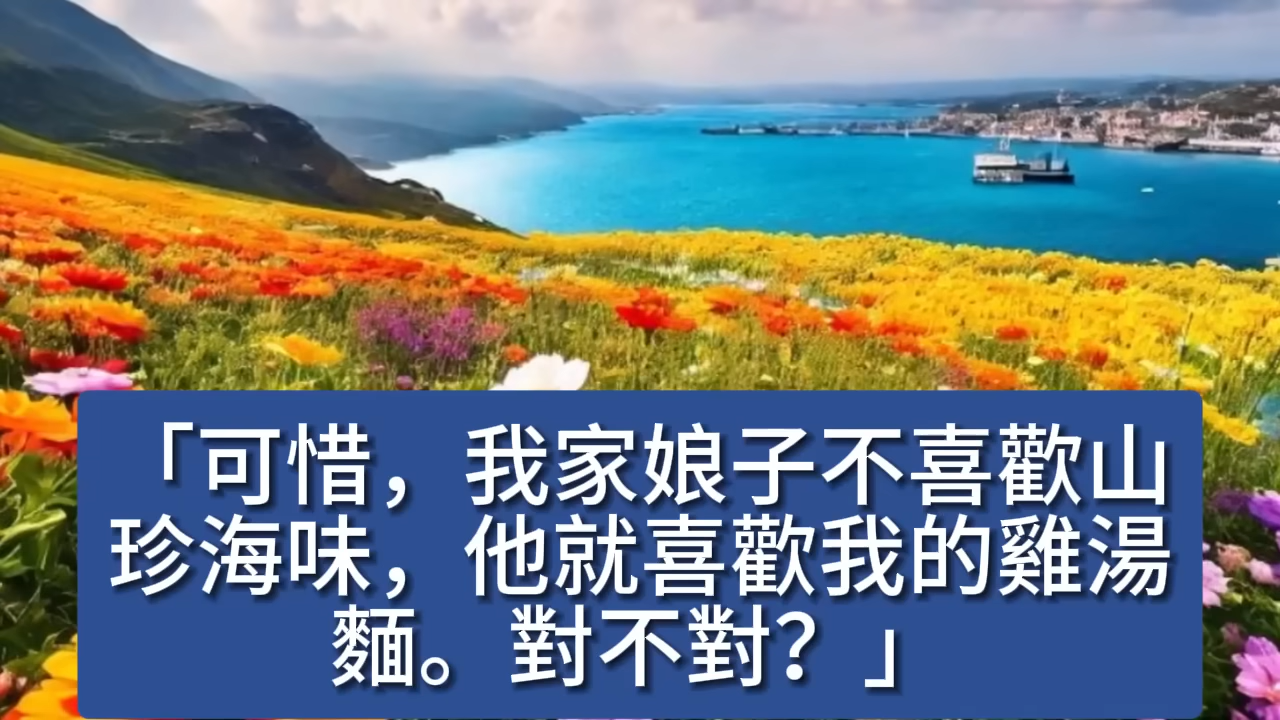 「可惜，我家娘子不喜歡山
珍海味，他就喜歡我的雞湯
麵。對不對？」